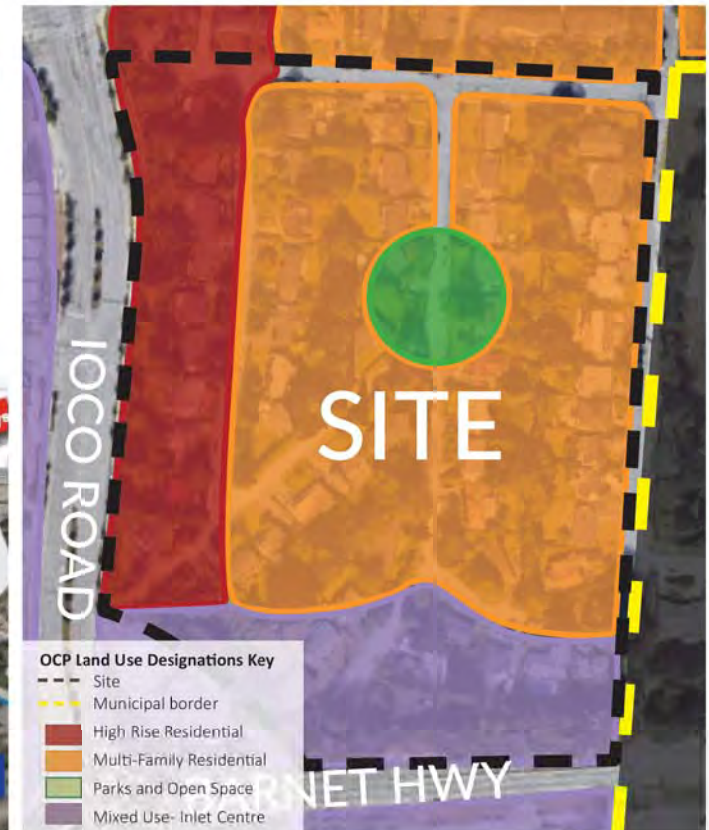 IOCO ROAD
SITE
OCP Land Use Designations Key
Site
Municipal border
High Rise Residential
Multi-Family Residential
Parks and Open Space
Mixed Use- Inlet Centre
BARNET HWY